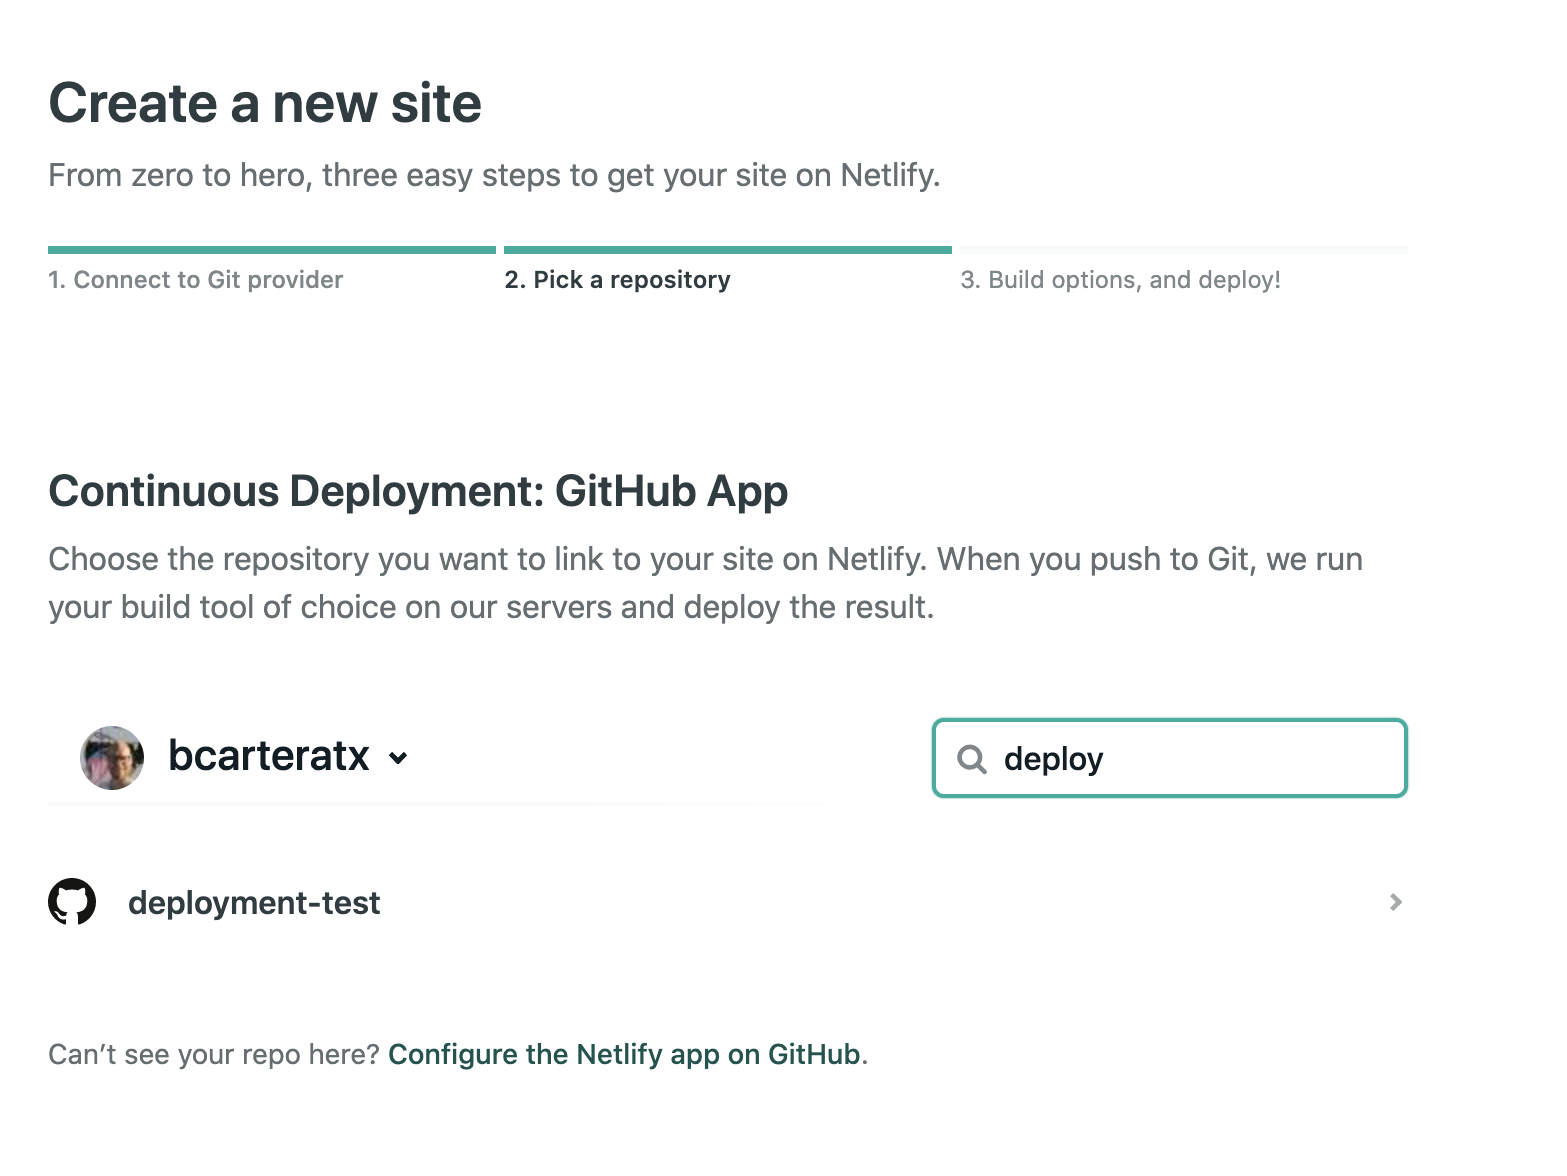 Create a new site
From zero to hero, three easy steps to get your site on Netlify.
1. Connect to Git provider
2. Pick a repository
3. Build options, and deploy!
Continuous Deployment: GitHub App
Choose the repository you want to link to your site on Netlify. When you push to Git, we run
your build tool of choice on our servers and deploy the result.
bcarteratx
deploy
deployment-test
Can’t see your repo here? Configure the Netlify app on GitHub.